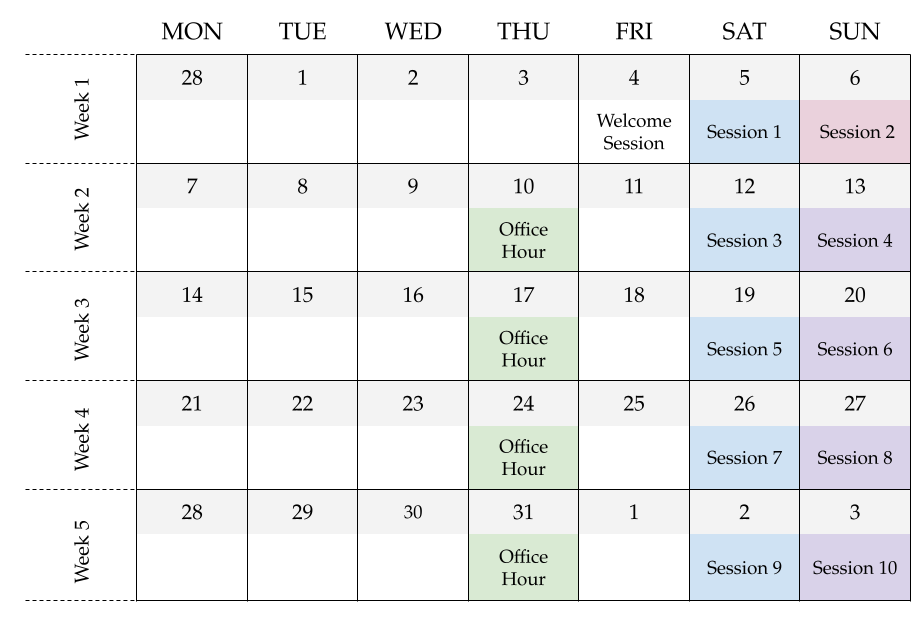 MON TUE WED THU FRI SAT SUN
Week 1
28 1 2 3 4 5 6
Welcome
Session
Session 1 Session 2
Week 2
7 8 9 10 11 12 13
Office
Hour
Session 3 Session 4
Week 3
14 15 16 17 18 19 20
Office
Hour
Session 5 Session 6
Week 4
21 22 23 24 25 26 27
Office
Hour
Session 7 Session 8
Week 5
28 29 30 31 1 2 3
Office
Hour
Session 9 Session 10